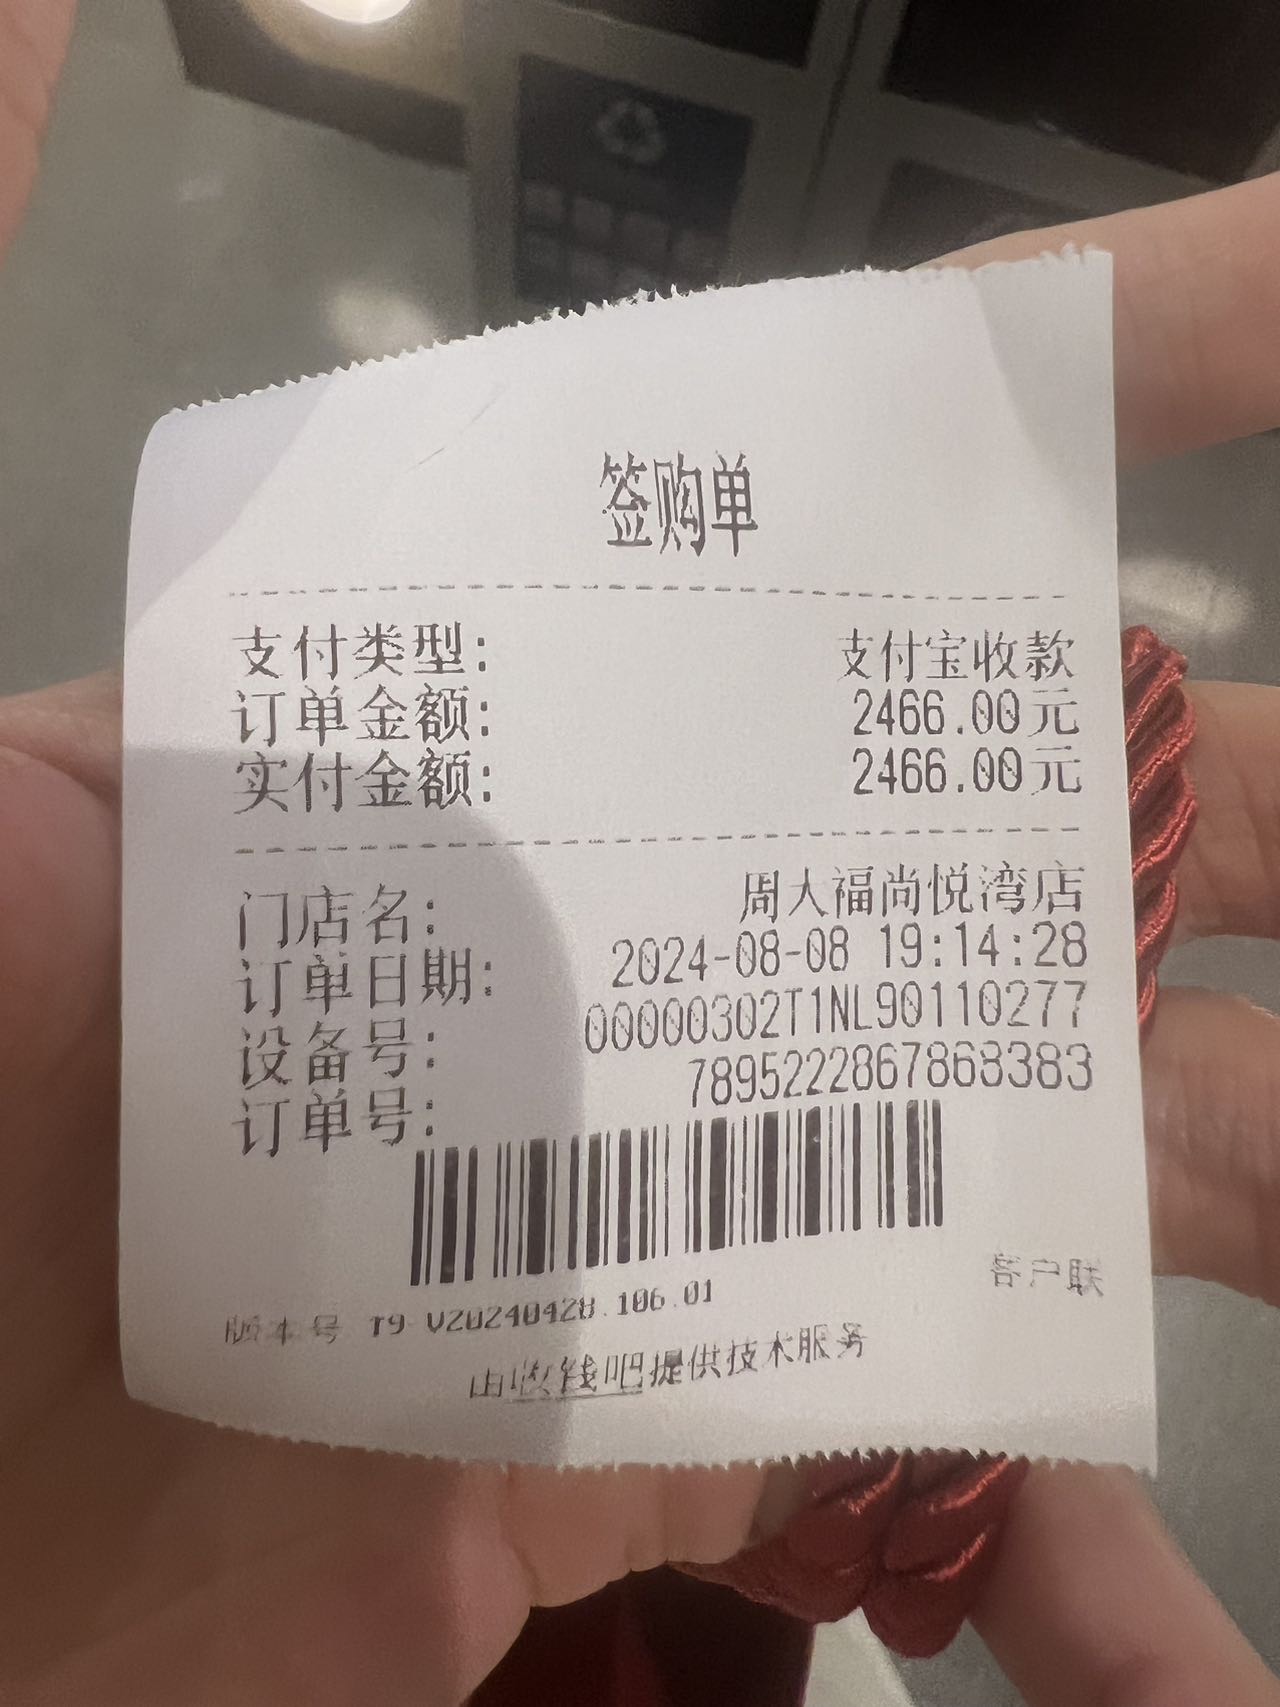 签购单
支付类型: 支付宝收款
订单金额: 2466.00元
实付金额: 2466.00元
门店名: 周大福尚悦湾店
订单日期: 2024-08-08 19:14:28
设备号: 00000302T1NL90110277
订单号: 7895222867868383
客户联
版本号 T9 V20240428.106.01
由收钱吧提供技术服务